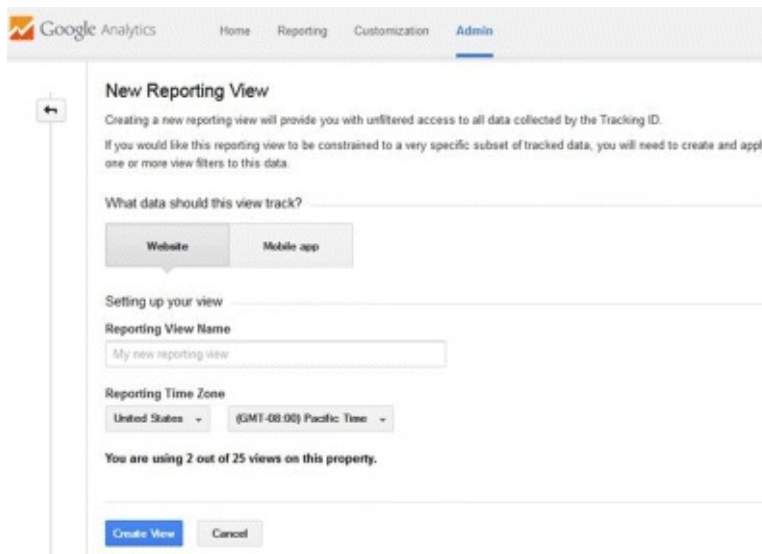 Google Analytics Home Reporting Customization Admin
New Reporting View
Creating a new reporting view will provide you with unfiltered access to all data collected by the Tracking ID.
If you would like this reporting view to be constrained to a very specific subset of tracked data, you will need to create and appl
one or more view filters to this data.
What data should this view track?
Website Mobile app
Setting up your view
Reporting View Name
My new reporting view
Reporting Time Zone
United States (GMT-08:00) Pacific Time
You are using 2 out of 25 views on this property.
Create View Cancel